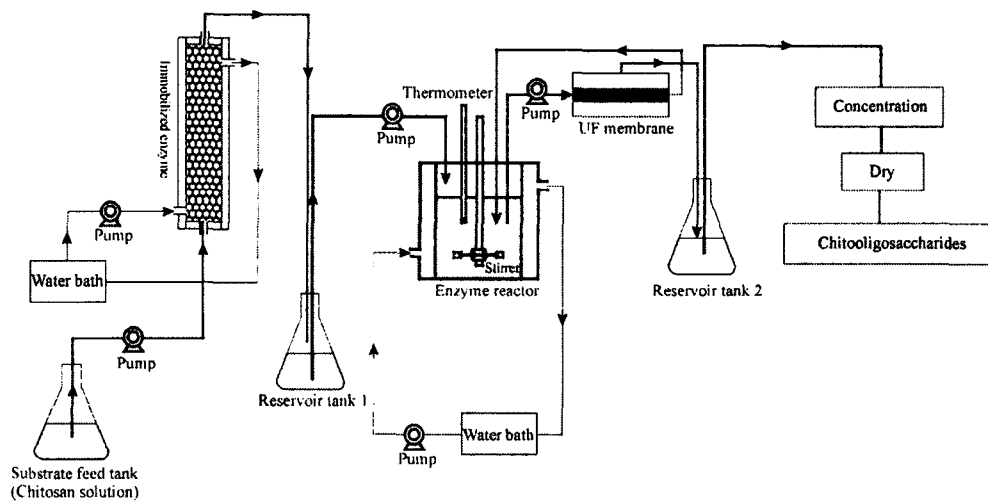 Immobilized enzyme
Pump
Water bath
Pump
Substrate feed tank
(Chitosan solution)
Reservoir tank 1
Pump
Thermometer
Stirrer
Enzyme reactor
Pump
Water bath
Pump
UF membrane
Reservoir tank 2
Concentration
Dry
Chitooligosaccharides